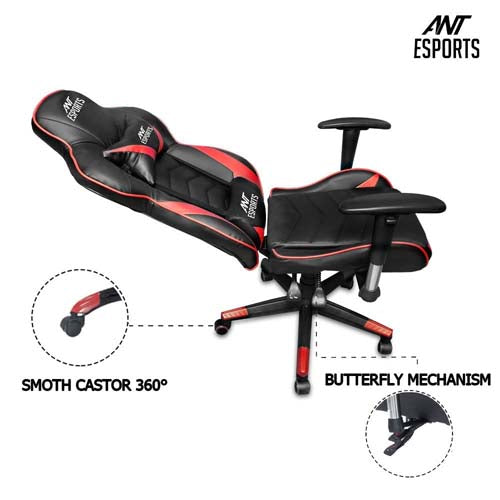 ANT
ESPORTS
ANT
ESPORTS
ANT
ESPORTS
SMOTH CASTOR 360°
BUTTERFLY MECHANISM